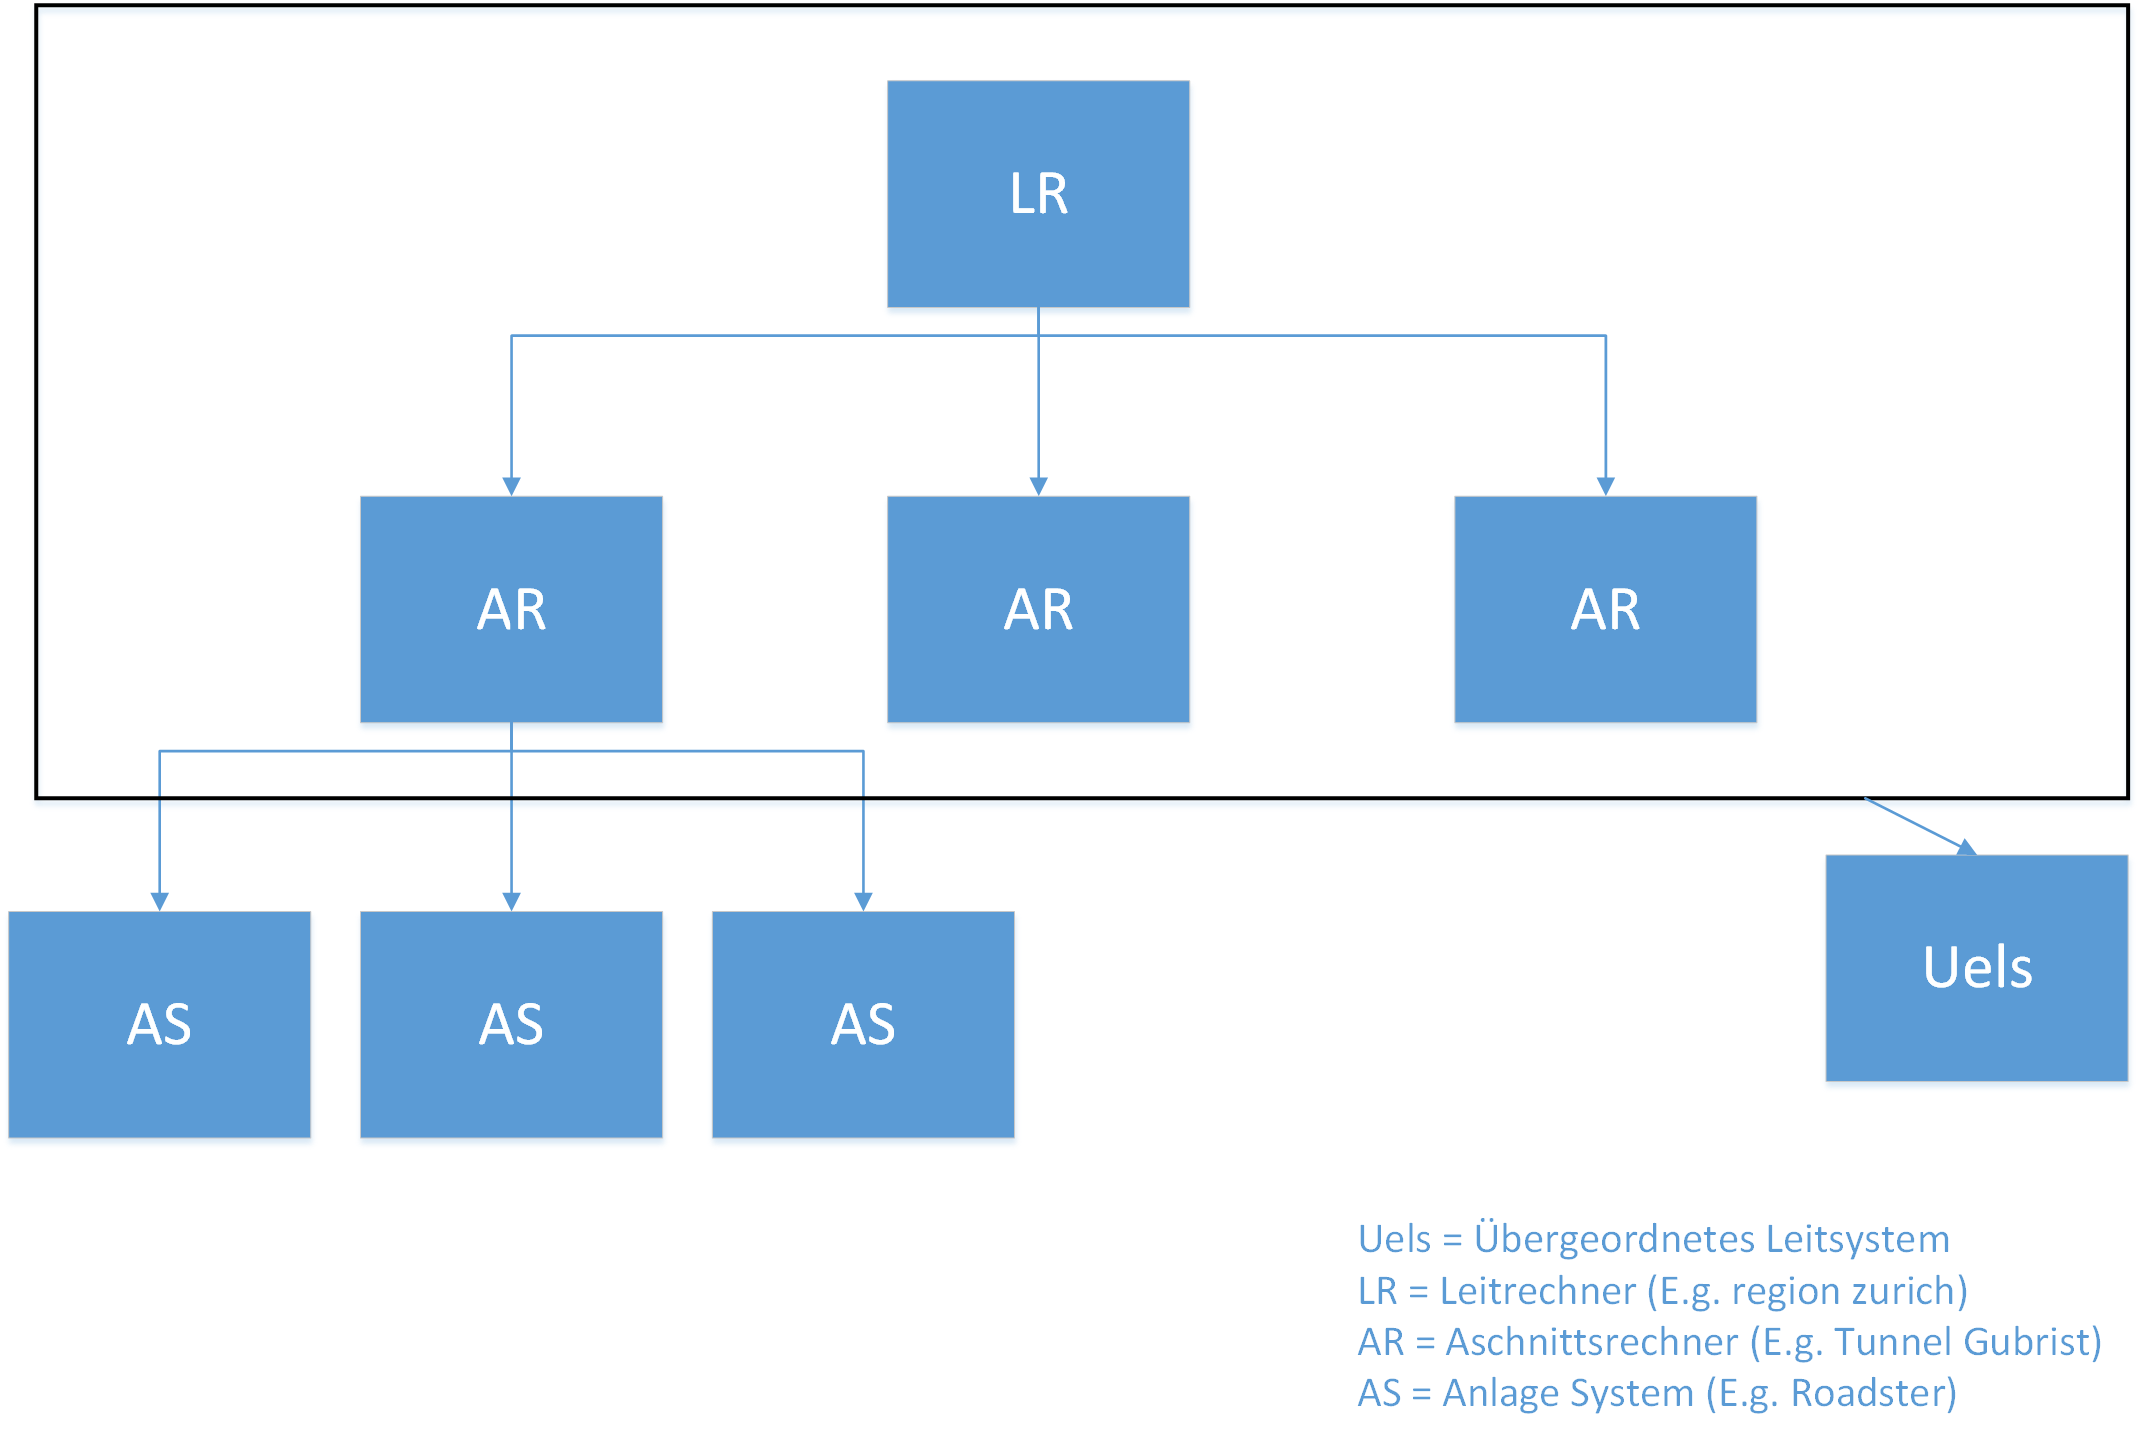 LR
AR
AR
AR
AS
AS
AS
Uels
Uels = Übergeordnetes Leitsystem
LR = Leitrechner (E.g. region zurich)
AR = Aschnittsrechner (E.g. Tunnel Gubrist)
AS = Anlage System (E.g. Roadster)